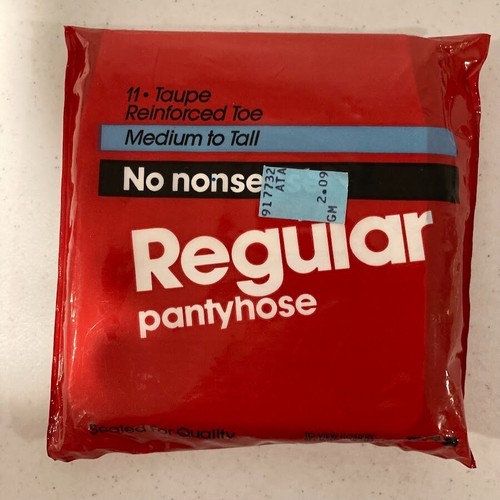 11 • Taupe
Reinforced Toe
Medium to Tall
No nonse
917732
ATA
2.09
GM
Regular
pantyhose
Sealed For Quality